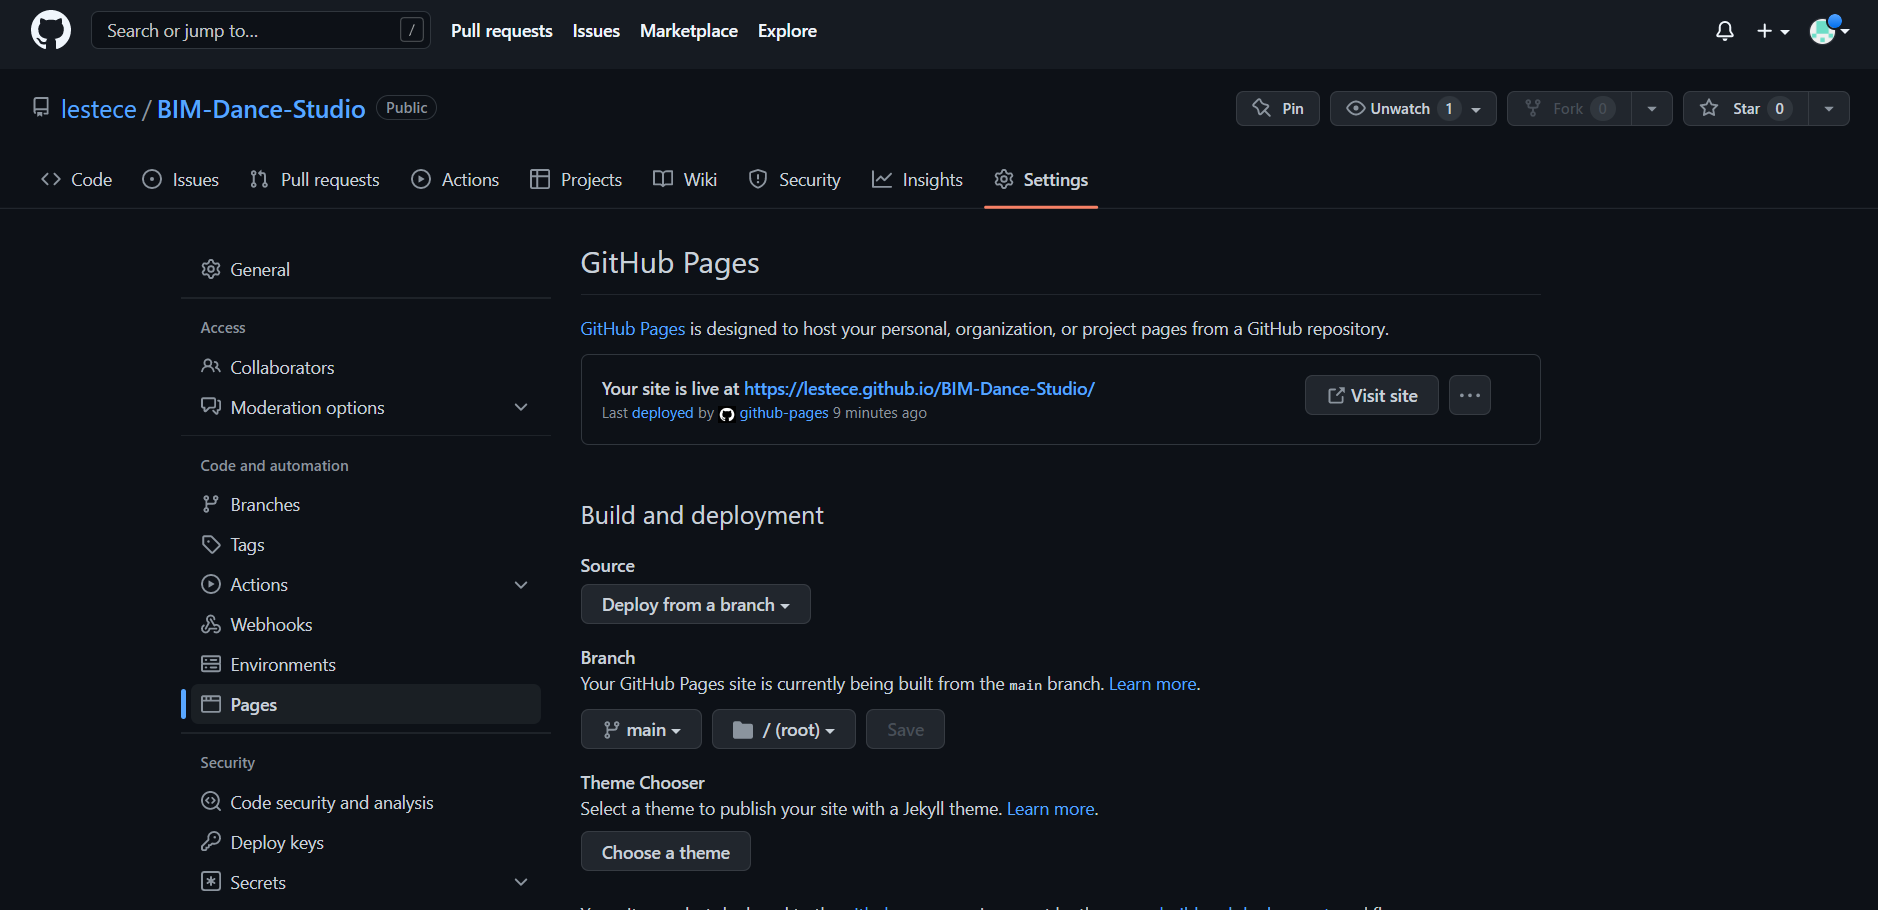 Search or jump to... /
Pull requests Issues Marketplace Explore
lestece / BIM-Dance-Studio Public
Pin Unwatch 1 Fork 0 Star 0
Code Issues Pull requests Actions Projects Wiki Security Insights Settings
General
Access
Collaborators
Moderation options
Code and automation
Branches
Tags
Actions
Webhooks
Environments
Pages
Security
Code security and analysis
Deploy keys
Secrets
GitHub Pages
GitHub Pages is designed to host your personal, organization, or project pages from a GitHub repository.
Your site is live at https://lestece.github.io/BIM-Dance-Studio/
Last deployed by github-pages 9 minutes ago
Visit site ...
Build and deployment
Source
Deploy from a branch
Branch
Your GitHub Pages site is currently being built from the main branch. Learn more.
main / (root) Save
Theme Chooser
Select a theme to publish your site with a Jekyll theme. Learn more.
Choose a theme